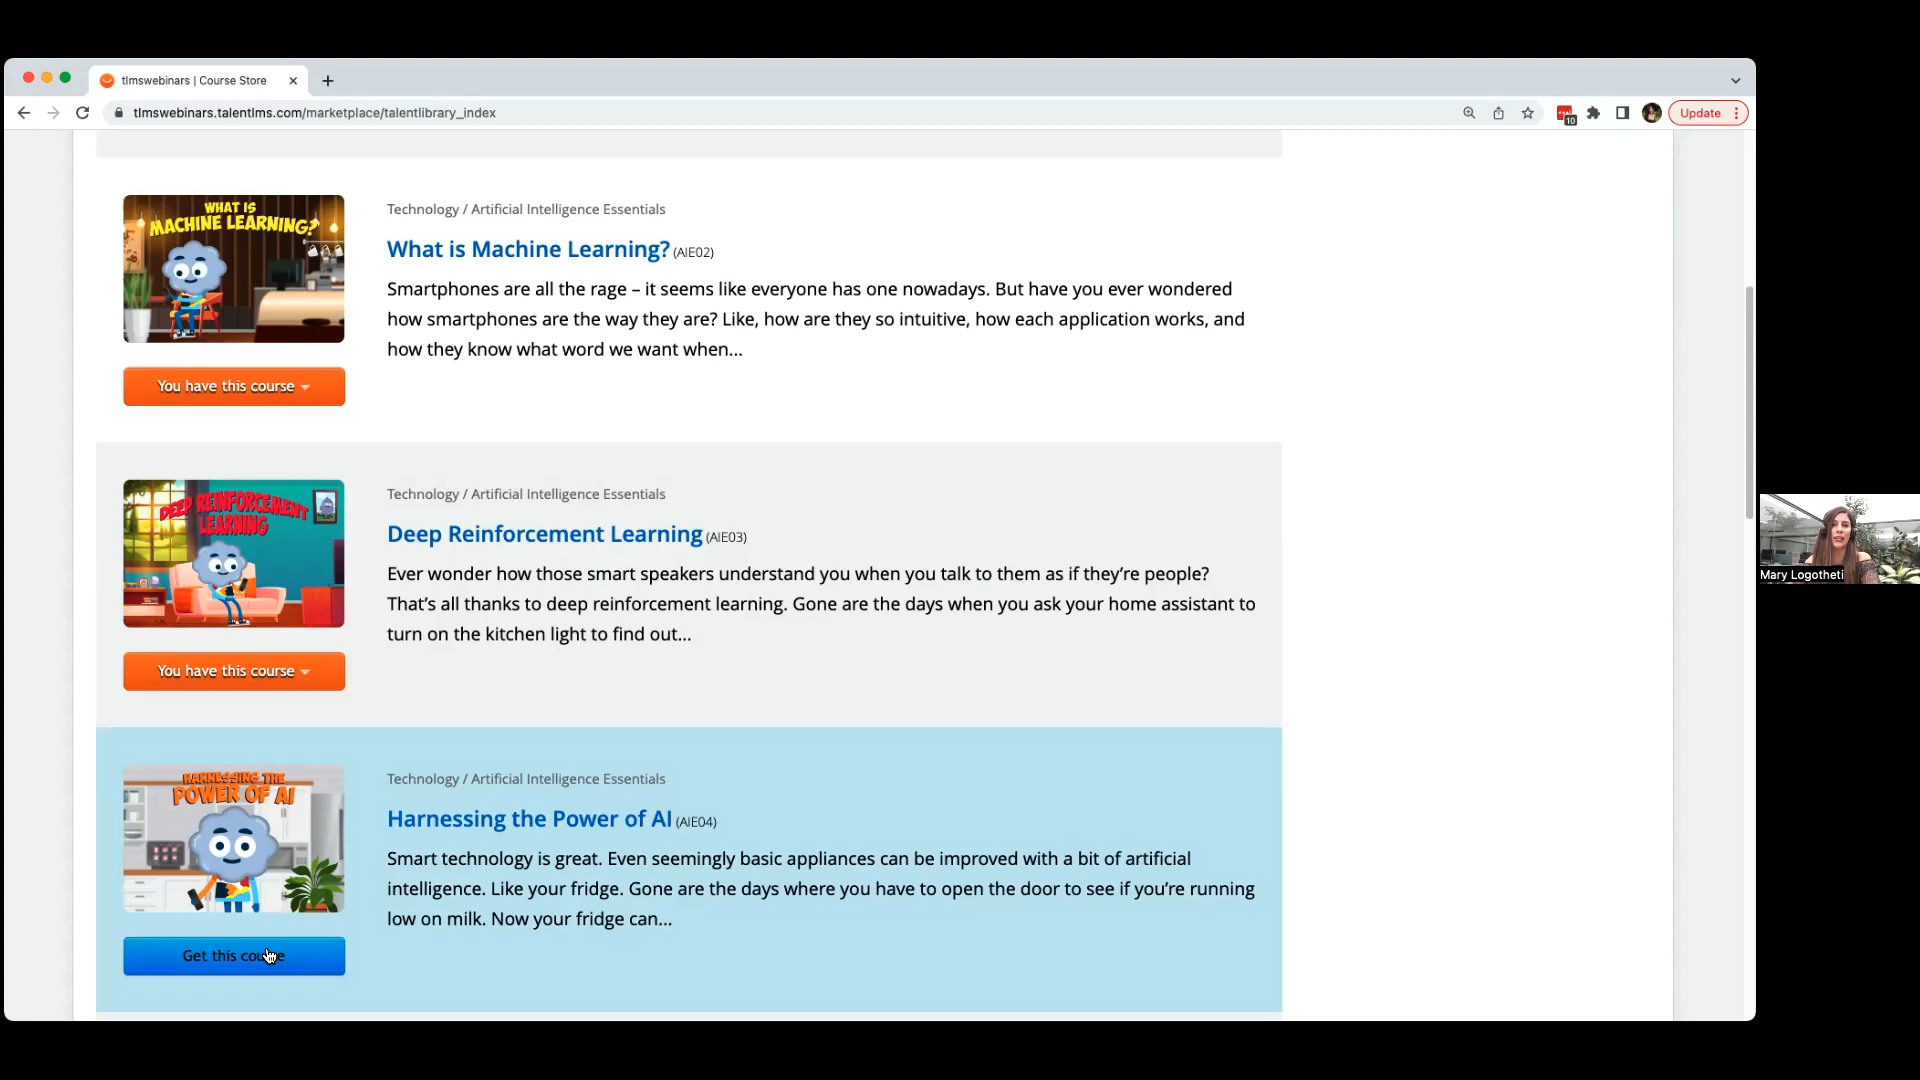 tlmswebinars | Course Store
tlmswebinars.talentlms.com/marketplace/talentlibrary_index
10
Update
WHAT IS
MACHINE LEARNING?
Technology / Artificial Intelligence Essentials
What is Machine Learning? (AIE02)
Smartphones are all the rage – it seems like everyone has one nowadays. But have you ever wondered
how smartphones are the way they are? Like, how are they so intuitive, how each application works, and
how they know what word we want when...
You have this course
DEEP REINFORCEMENT
LEARNING
Technology / Artificial Intelligence Essentials
Deep Reinforcement Learning (AIE03)
Ever wonder how those smart speakers understand you when you talk to them as if they’re people?
That’s all thanks to deep reinforcement learning. Gone are the days when you ask your home assistant to
turn on the kitchen light to find out...
You have this course
Mary Logotheti
HARNESSING THE
POWER OF AI
Technology / Artificial Intelligence Essentials
Harnessing the Power of AI (AIE04)
Smart technology is great. Even seemingly basic appliances can be improved with a bit of artificial
intelligence. Like your fridge. Gone are the days where you have to open the door to see if you’re running
low on milk. Now your fridge can...
Get this course